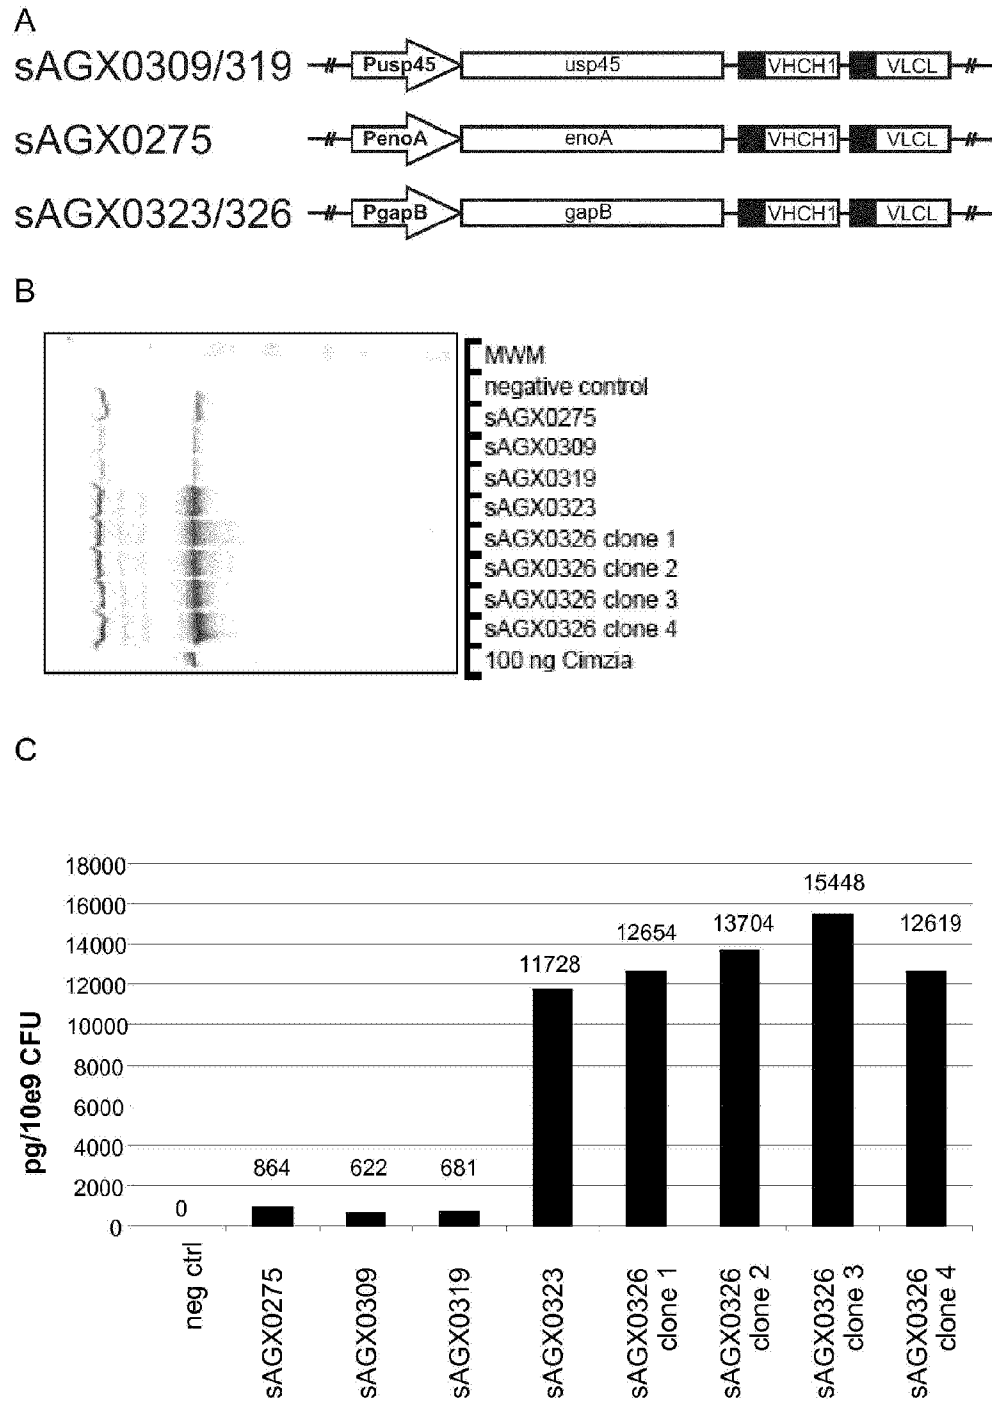 A
sAGX0309/319
Pusp45 usp45 VHCH1 VLCL
sAGX0275
PenoA enoA VHCH1 VLCL
sAGX0323/326
PgapB gapB VHCH1 VLCL
B
MWM
negative control
sAGX0275
sAGX0309
sAGX0319
sAGX0323
sAGX0326 clone 1
sAGX0326 clone 2
sAGX0326 clone 3
sAGX0326 clone 4
100 ng Cimzia
C
pg/10e9 CFU
18000
16000
14000
12000
10000
8000
6000
4000
2000
0
0
864
622
681
11728
12654
13704
15448
12619
neg ctrl
sAGX0275
sAGX0309
sAGX0319
sAGX0323
sAGX0326
clone 1
sAGX0326
clone 2
sAGX0326
clone 3
sAGX0326
clone 4